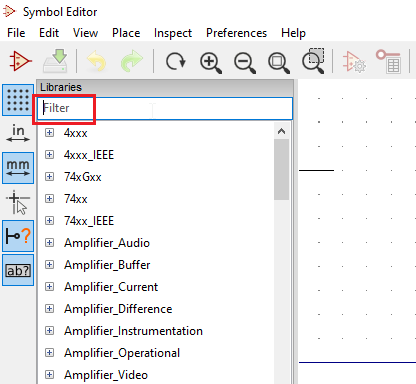 Symbol Editor
File Edit View Place Inspect Preferences Help
Libraries
Filter
in
4xxx
4xxx_IEEE
mm
74xGxx
74xx
74xx_IEEE
Amplifier_Audio
Amplifier_Buffer
ab?
Amplifier_Current
Amplifier_Difference
Amplifier_Instrumentation
Amplifier_Operational
Amplifier_Video